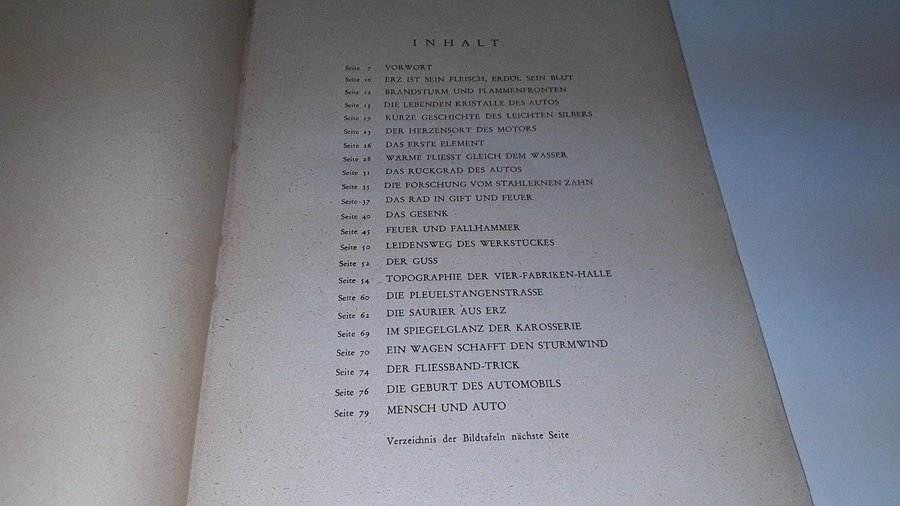 INHALT
Seite 7 VORWORT
Seite 10 ERZ IST SEIN FLEISCH, ERDÖL SEIN BLUT
Seite 12 BRANDSTURM UND FLAMMENFRONTEN
Seite 15 DIE LEBENDEN KRISTALLE DES AUTOS
Seite 17 KURZE GESCHICHTE DES LEICHTEN SILBERS
Seite 23 DER HERZENSORT DES MOTORS
Seite 26 DAS ERSTE ELEMENT
Seite 28 WÄRME FLIESST GLEICH DEM WASSER
Seite 31 DAS RÜCKGRAD DES AUTOS
Seite 35 DIE FORSCHUNG VOM STÄHLERNEN ZAHN
Seite 37 DAS RAD IN GIFT UND FEUER
Seite 40 DAS GESENK
Seite 45 FEUER UND FALLHAMMER
Seite 50 LEIDENSWEG DES WERKSTÜCKES
Seite 52 DER GUSS
Seite 54 TOPOGRAPHIE DER VIER-FABRIKEN-HALLE
Seite 60 DIE PLEUELSTANGENSTRASSE
Seite 62 DIE SAURIER AUS ERZ
Seite 69 IM SPIEGELGLANZ DER KAROSSERIE
Seite 70 EIN WAGEN SCHAFFT DEN STURMWIND
Seite 74 DER FLIESSBAND-TRICK
Seite 76 DIE GEBURT DES AUTOMOBILS
Seite 79 MENSCH UND AUTO
Verzeichnis der Bildtafeln nächste Seite